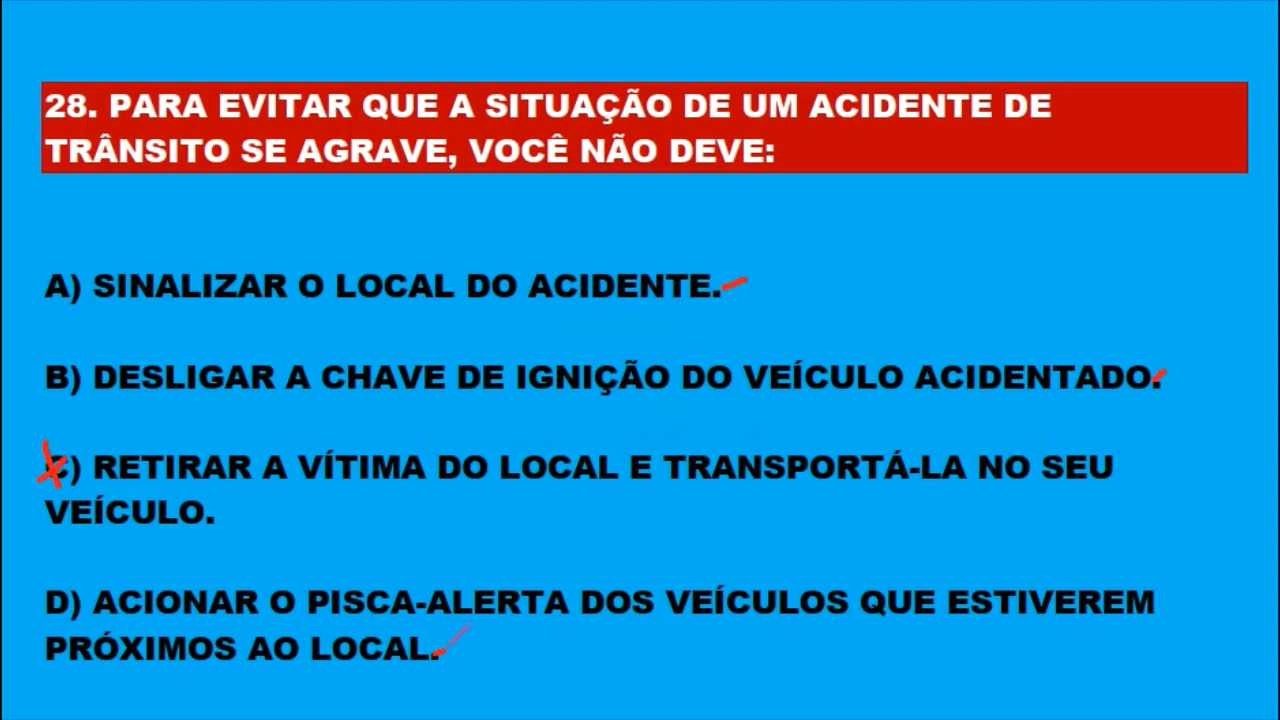 28. PARA EVITAR QUE A SITUAÇÃO DE UM ACIDENTE DE
TRÂNSITO SE AGRAVE, VOCÊ NÃO DEVE:
A) SINALIZAR O LOCAL DO ACIDENTE.
B) DESLIGAR A CHAVE DE IGNIÇÃO DO VEÍCULO ACIDENTADO.
C) RETIRAR A VÍTIMA DO LOCAL E TRANSPORTÁ-LA NO SEU
VEÍCULO.
D) ACIONAR O PISCA-ALERTA DOS VEÍCULOS QUE ESTIVEREM
PRÓXIMOS AO LOCAL.